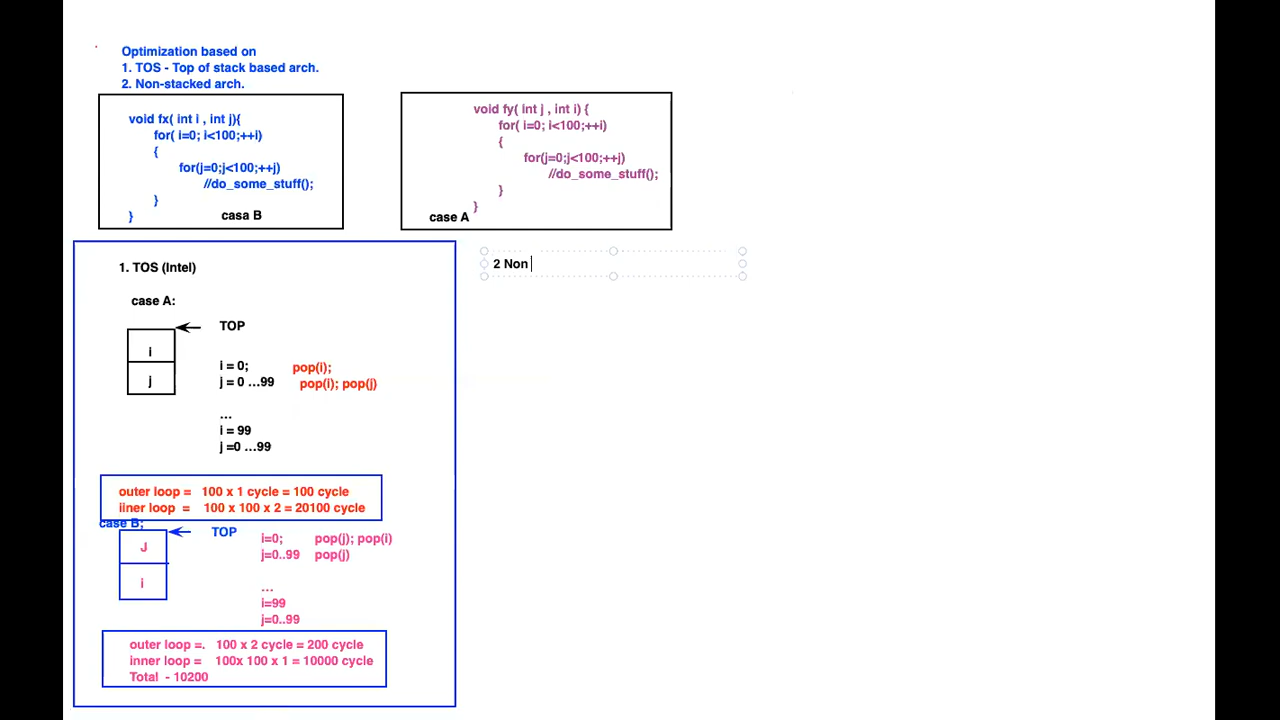 Optimization based on
1. TOS - Top of stack based arch.
2. Non-stacked arch.
void fx( int i , int j){
for( i=0; i<100;++i)
{
for(j=0;j<100;++j)
//do_some_stuff();
}
}
casa B
void fy( int j , int i) {
for( i=0; i<100;++i)
{
for(j=0;j<100;++j)
//do_some_stuff();
}
}
case A
1. TOS (Intel)
case A:
TOP
i
j
i = 0; pop(i);
j = 0 ...99 pop(i); pop(j)
...
i = 99
j =0 ...99
outer loop = 100 x 1 cycle = 100 cycle
iiner loop = 100 x 100 x 2 = 20100 cycle
case B;
TOP
J
i
i=0; pop(j); pop(i)
j=0..99 pop(j)
...
i=99
j=0..99
outer loop =. 100 x 2 cycle = 200 cycle
inner loop = 100x 100 x 1 = 10000 cycle
Total - 10200
2 Non